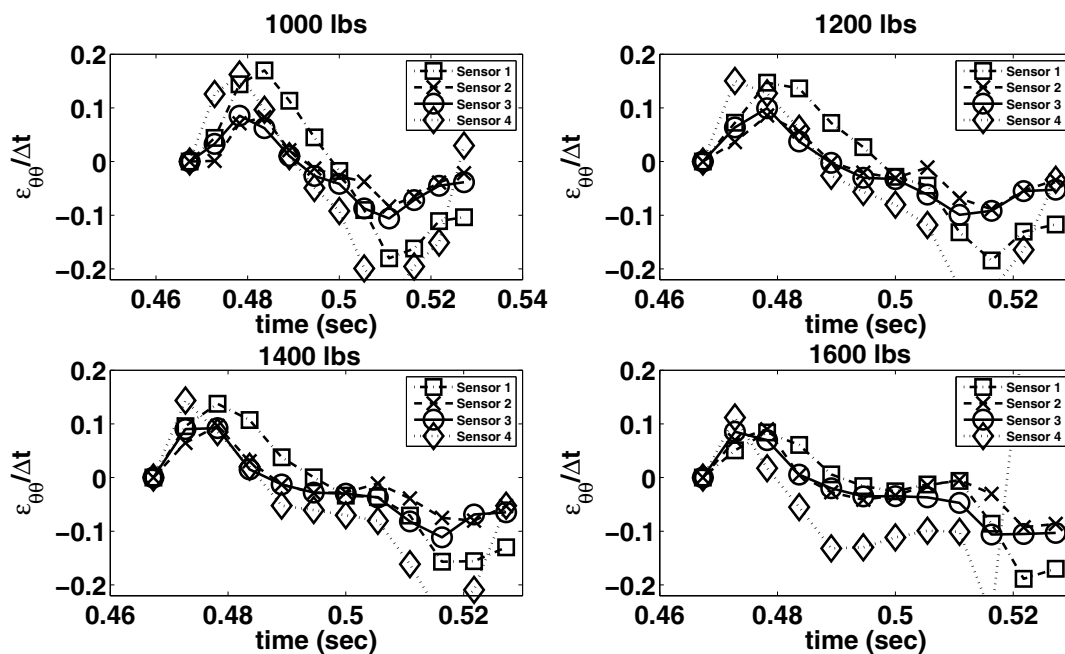 1000 lbs
0.2
0.1
0
−0.1
−0.2
ε_θθ/Δt
0.46
0.48
0.5
0.52
0.54
time (sec)
Sensor 1
Sensor 2
Sensor 3
Sensor 4
1200 lbs
0.2
0.1
0
−0.1
−0.2
ε_θθ/Δt
0.46
0.48
0.5
0.52
time (sec)
Sensor 1
Sensor 2
Sensor 3
Sensor 4
1400 lbs
0.2
0.1
0
−0.1
−0.2
ε_θθ/Δt
0.46
0.48
0.5
0.52
time (sec)
Sensor 1
Sensor 2
Sensor 3
Sensor 4
1600 lbs
0.2
0.1
0
−0.1
−0.2
ε_θθ/Δt
0.46
0.48
0.5
0.52
time (sec)
Sensor 1
Sensor 2
Sensor 3
Sensor 4